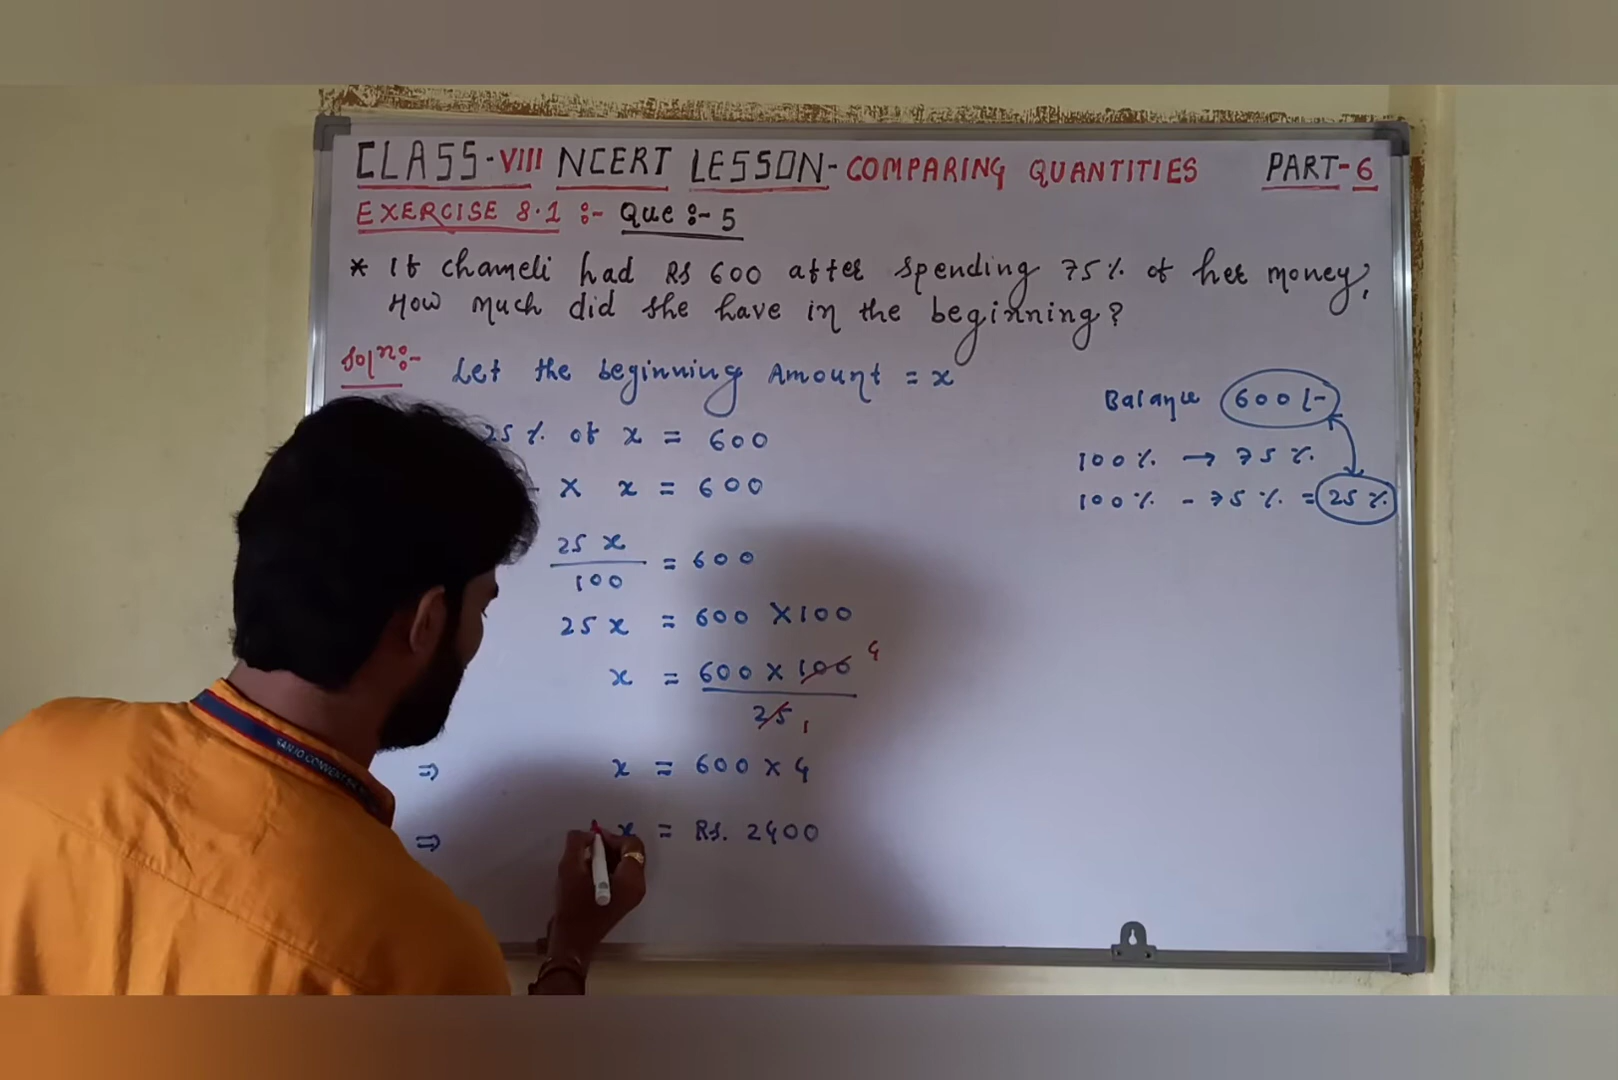 CLASS-VIII NCERT LESSON- COMPARING QUANTITIES PART-6
EXERCISE 8.1 :- Que :- 5
* If chameli had Rs 600 after spending 75% of her money,
How much did she have in the beginning?
Soln:- Let the beginning Amount = x
25% of x = 600
× x = 600
25 x
100
= 600
25 x = 600 × 100
x = 600 × 100 4
25 1
⇒ x = 600 × 4
⇒ x = Rs. 2400
Balance 600/-
100% → 75%.
100% - 75% = 25%
SANJO CONVENT